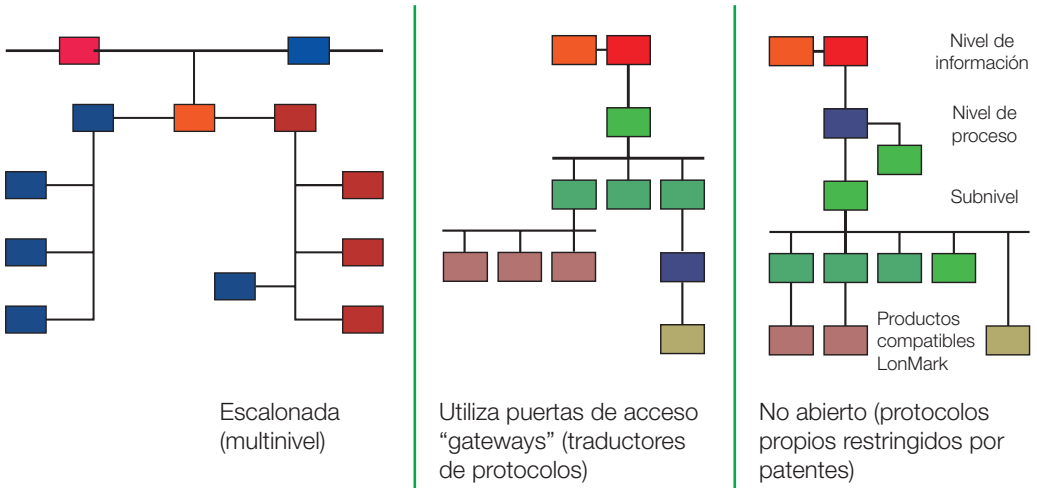 Nivel de
información
Nivel de
proceso
Subnivel
Productos
compatibles
LonMark
Escalonada
(multinivel)
Utiliza puertas de acceso
“gateways” (traductores
de protocolos)
No abierto (protocolos
propios restringidos por
patentes)